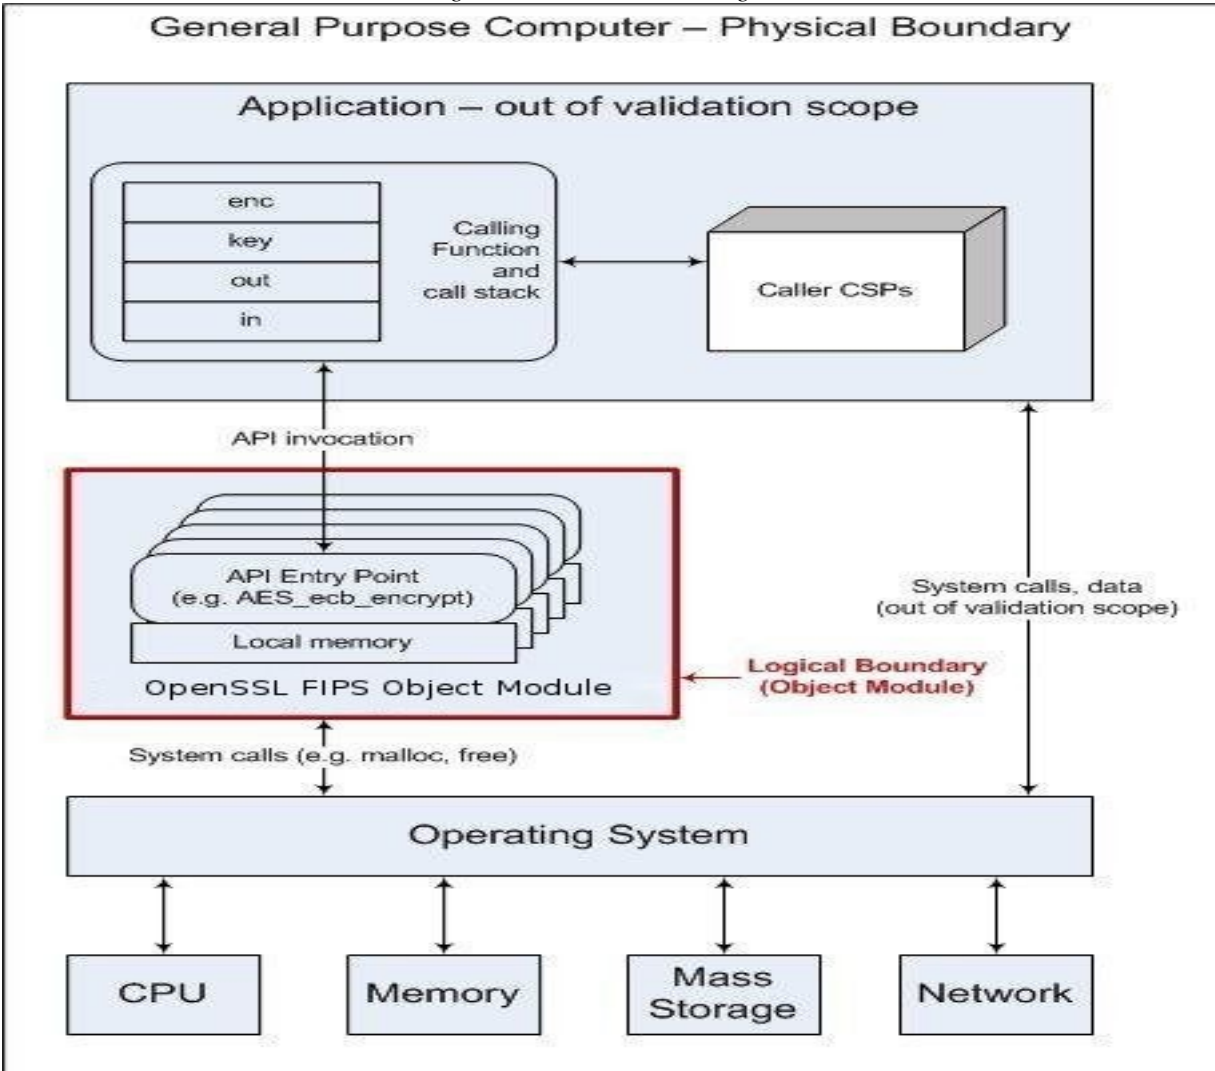 General Purpose Computer – Physical Boundary
Application – out of validation scope
enc
key
out
in
Calling
Function
and
call stack
Caller CSPs
API invocation
API Entry Point
(e.g. AES_ecb_encrypt)
Local memory
OpenSSL FIPS Object Module
System calls, data
(out of validation scope)
Logical Boundary
(Object Module)
System calls (e.g. malloc, free)
Operating System
CPU
Memory
Mass
Storage
Network